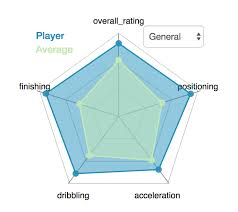 overall_rating
Player
General
Average
finishing
positioning
dribbling
acceleration